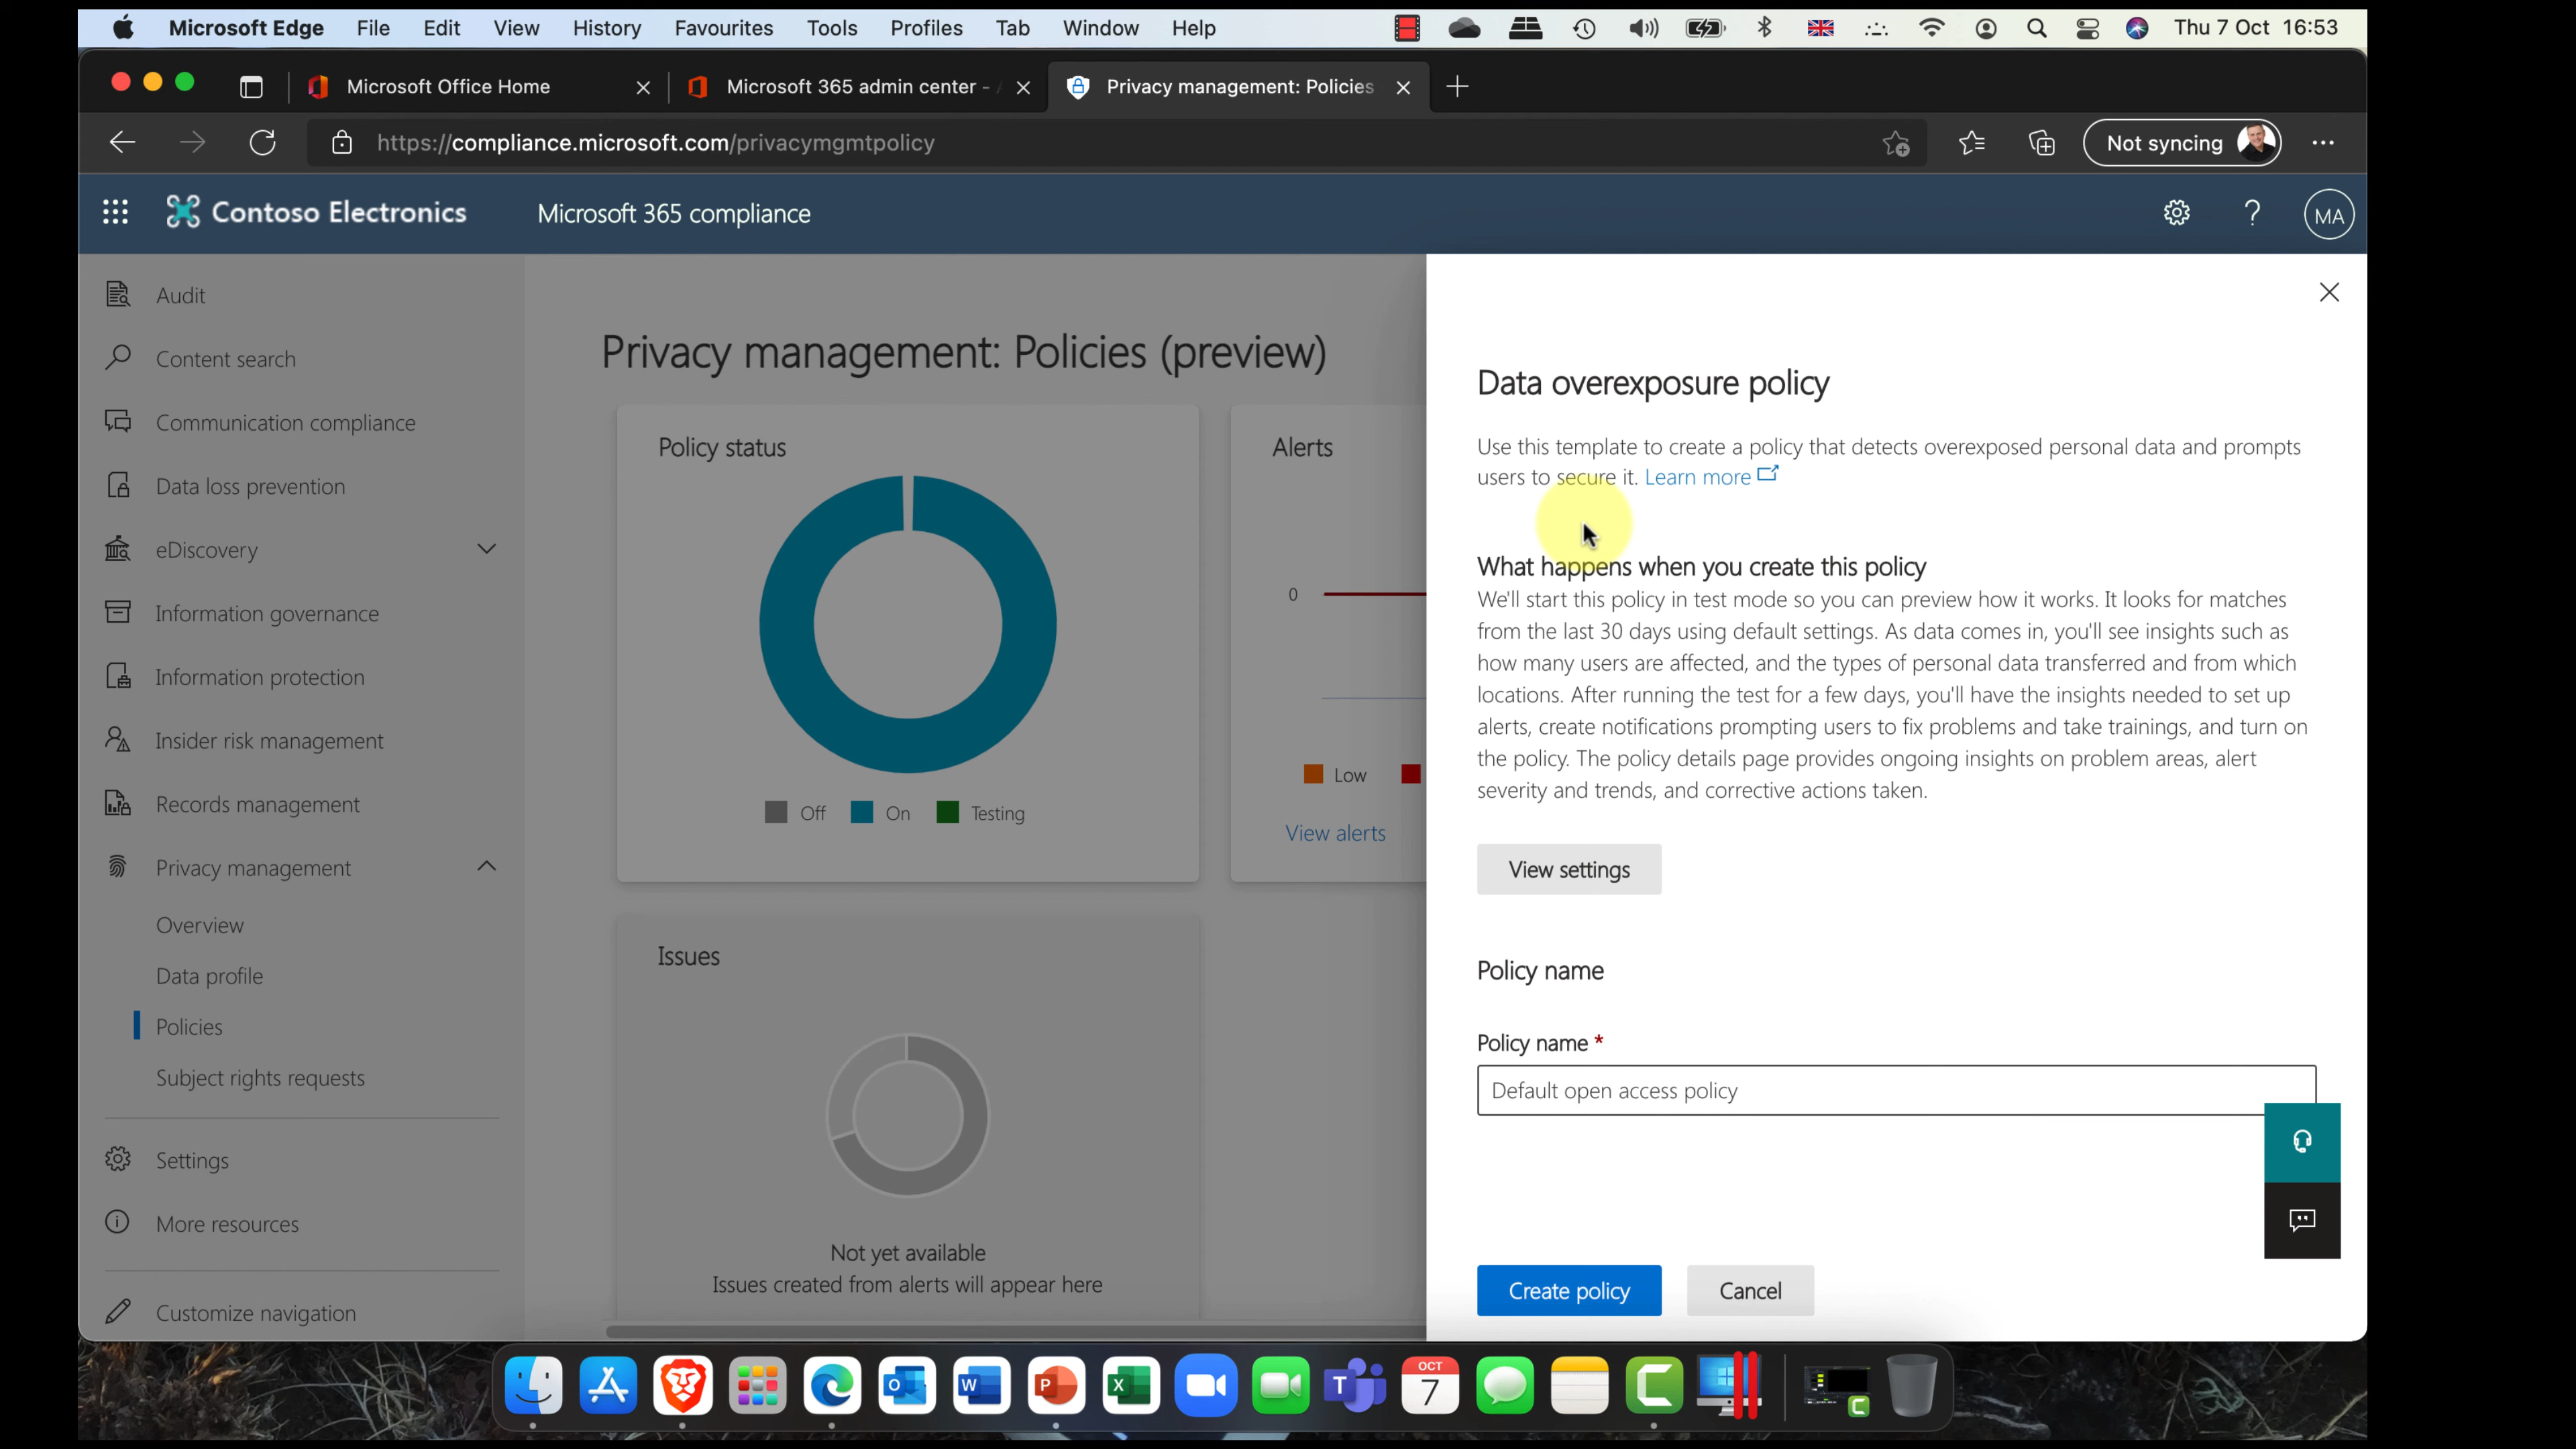 Microsoft Edge File Edit View History Favourites Tools Profiles Tab Window Help Thu 7 Oct 16:53
Microsoft Office Home Microsoft 365 admin center - Privacy management: Policies
https://compliance.microsoft.com/privacymgmtpolicy Not syncing
Contoso Electronics Microsoft 365 compliance MA
Audit
Content search
Communication compliance
Data loss prevention
eDiscovery
Information governance
Information protection
Insider risk management
Records management
Privacy management
Overview
Data profile
Policies
Subject rights requests
Settings
More resources
Customize navigation
Privacy management: Policies (preview)
Policy status
Off On Testing
Alerts
0
Low
View alerts
Issues
Not yet available
Issues created from alerts will appear here
Data overexposure policy
Use this template to create a policy that detects overexposed personal data and prompts
users to secure it. Learn more
What happens when you create this policy
We'll start this policy in test mode so you can preview how it works. It looks for matches
from the last 30 days using default settings. As data comes in, you'll see insights such as
how many users are affected, and the types of personal data transferred and from which
locations. After running the test for a few days, you'll have the insights needed to set up
alerts, create notifications prompting users to fix problems and take trainings, and turn on
the policy. The policy details page provides ongoing insights on problem areas, alert
severity and trends, and corrective actions taken.
View settings
Policy name
Policy name *
Default open access policy
Create policy Cancel
OCT
7